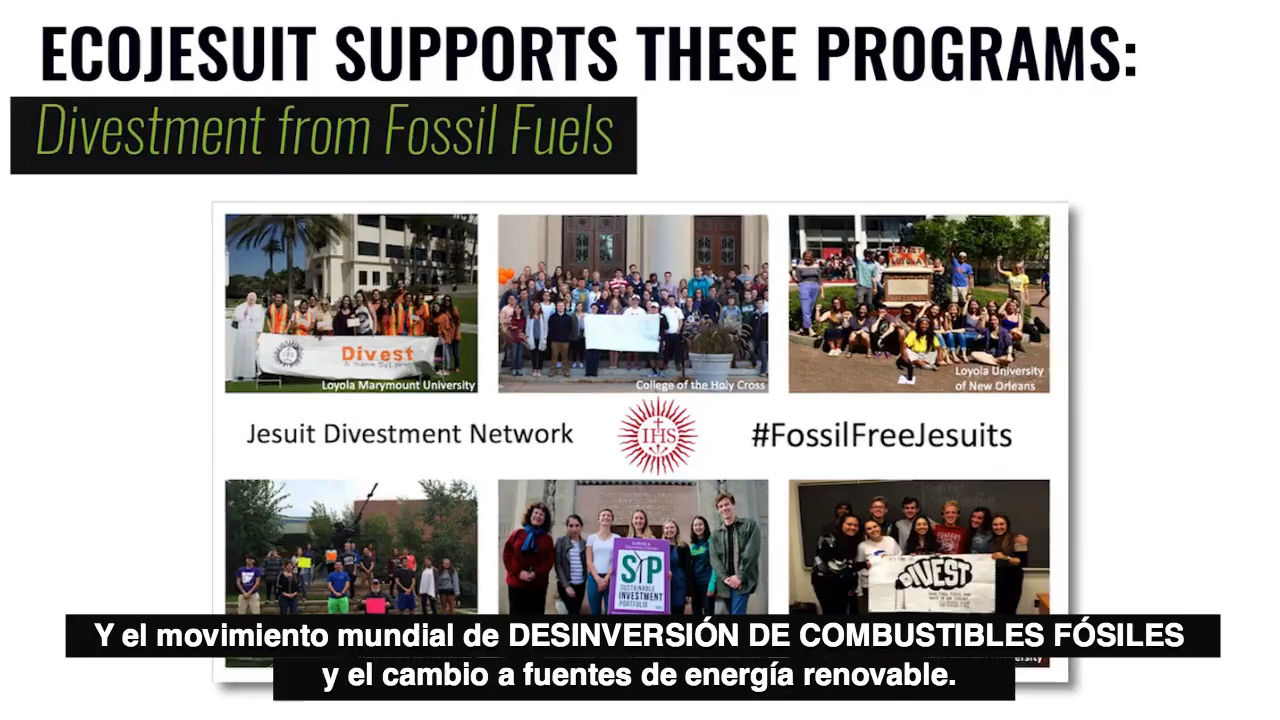 ECOJESUIT SUPPORTS THESE PROGRAMS:
Divestment from Fossil Fuels
Divest
Loyola Marymount University
College of the Holy Cross
Loyola University
of New Orleans
Jesuit Divestment Network
IHS
#FossilFreeJesuits
SIP
SUSTAINABLE
INVESTMENT
PORTFOLIO
DIVEST
Y el movimiento mundial de DESINVERSIÓN DE COMBUSTIBLES FÓSILES
y el cambio a fuentes de energía renovable.